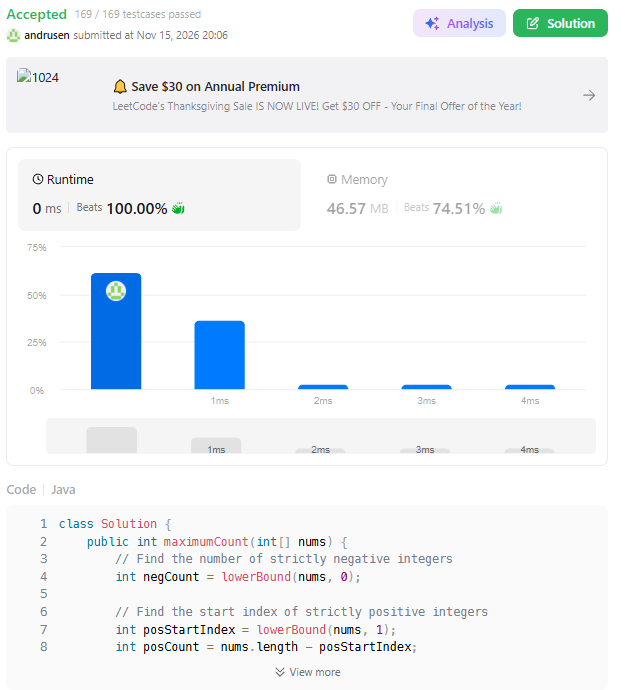 Accepted 169 / 169 testcases passed
andrusen submitted at Nov 15, 2026 20:06
Analysis
Solution
1024
Save $30 on Annual Premium
LeetCode's Thanksgiving Sale IS NOW LIVE! Get $30 OFF - Your Final Offer of the Year!
Runtime
0 ms | Beats 100.00%
Memory
46.57 MB | Beats 74.51%
75%
50%
25%
0%
1ms 2ms 3ms 4ms
1ms 2ms 3ms 4ms
Code | Java
1 class Solution {
2     public int maximumCount(int[] nums) {
3         // Find the number of strictly negative integers
4         int negCount = lowerBound(nums, 0);
5
6         // Find the start index of strictly positive integers
7         int posStartIndex = lowerBound(nums, 1);
8         int posCount = nums.length - posStartIndex;
View more